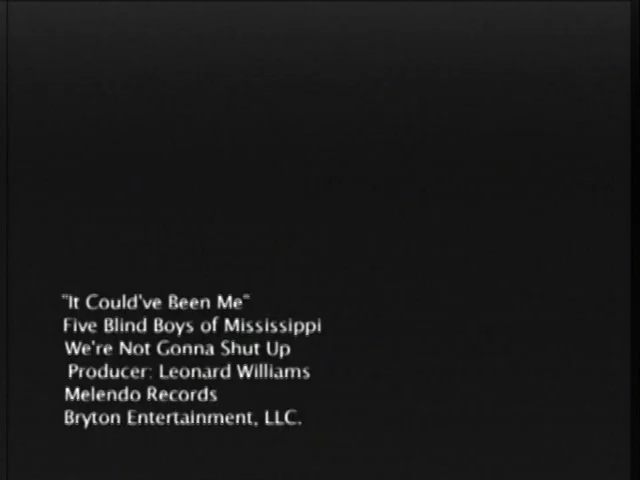 "It Could've Been Me"
Five Blind Boys of Mississippi
We're Not Gonna Shut Up
Producer: Leonard Williams
Melendo Records
Bryton Entertainment, LLC.